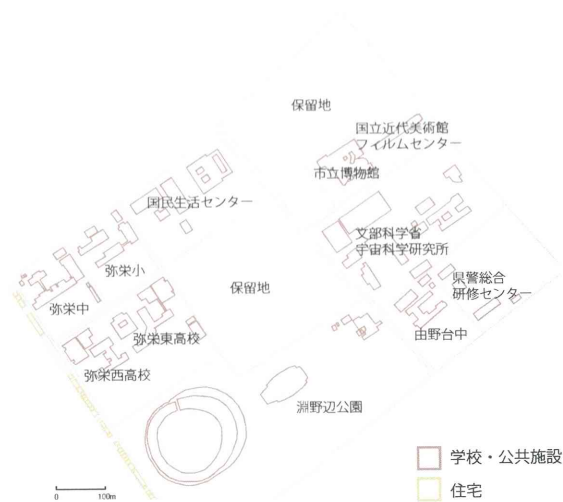 保留地
国立近代美術館
フィルムセンター
市立博物館
国民生活センター
文部科学省
宇宙科学研究所
弥栄小
保留地
県警総合
研修センター
弥栄中
弥栄東高校
由野台中
弥栄西高校
淵野辺公園
学校・公共施設
住宅
0 100m